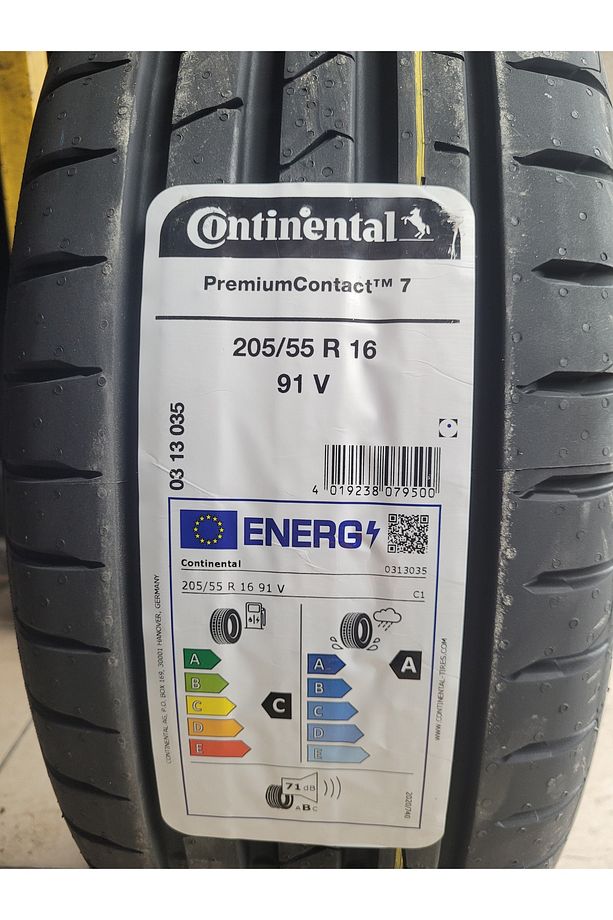 Continental
PremiumContact™ 7
205/55 R 16
91 V
03 13 035
4 019238 079500
ENERG
Continental
0313035
205/55 R 16 91 V
C1
A
B
C
D
E
C
A
B
C
D
E
A
71 dB
A B C
CONTINENTAL AG, P.O. BOX 169, 30001 HANOVER, GERMANY
WWW.CONTINENTAL-TIRES.COM
2020/740